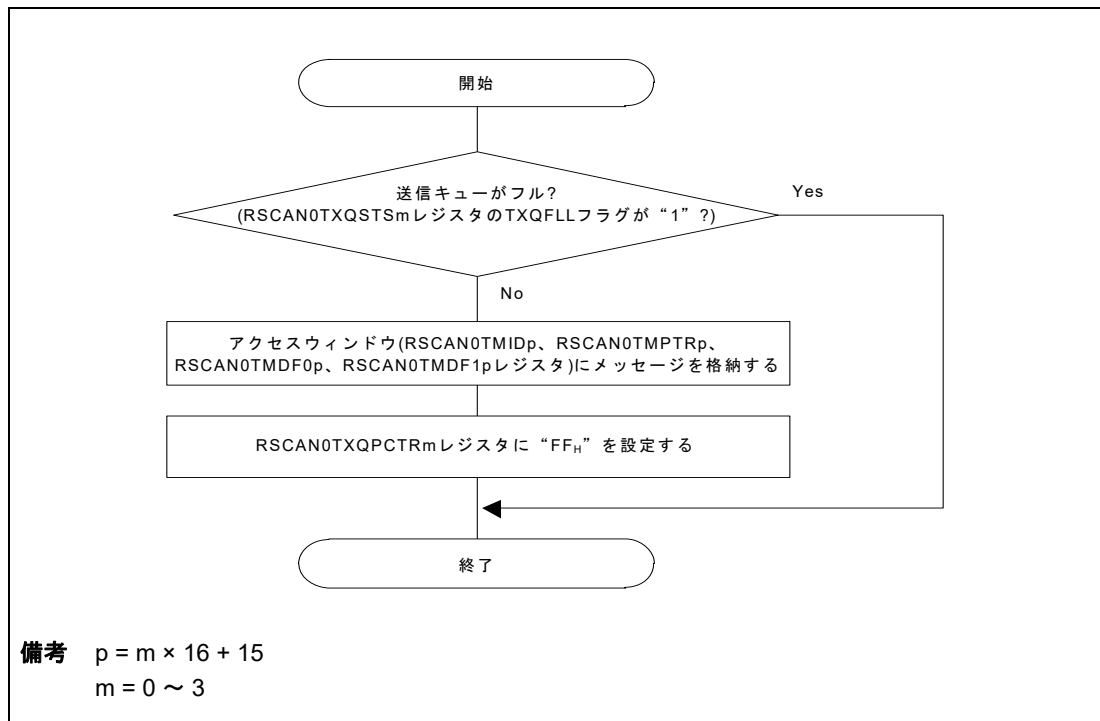 開始
送信キューがフル?
(RSCAN0TXQSTSmレジスタのTXQFLLフラグが“1”?)
Yes
No
アクセスウィンドウ(RSCAN0TMIDp、RSCAN0TMPTRp、
RSCAN0TMDF0p、RSCAN0TMDF1pレジスタ)にメッセージを格納する
RSCAN0TXQPCTRmレジスタに“FFH”を設定する
終了
備考 p = m × 16 + 15
m = 0 ~ 3